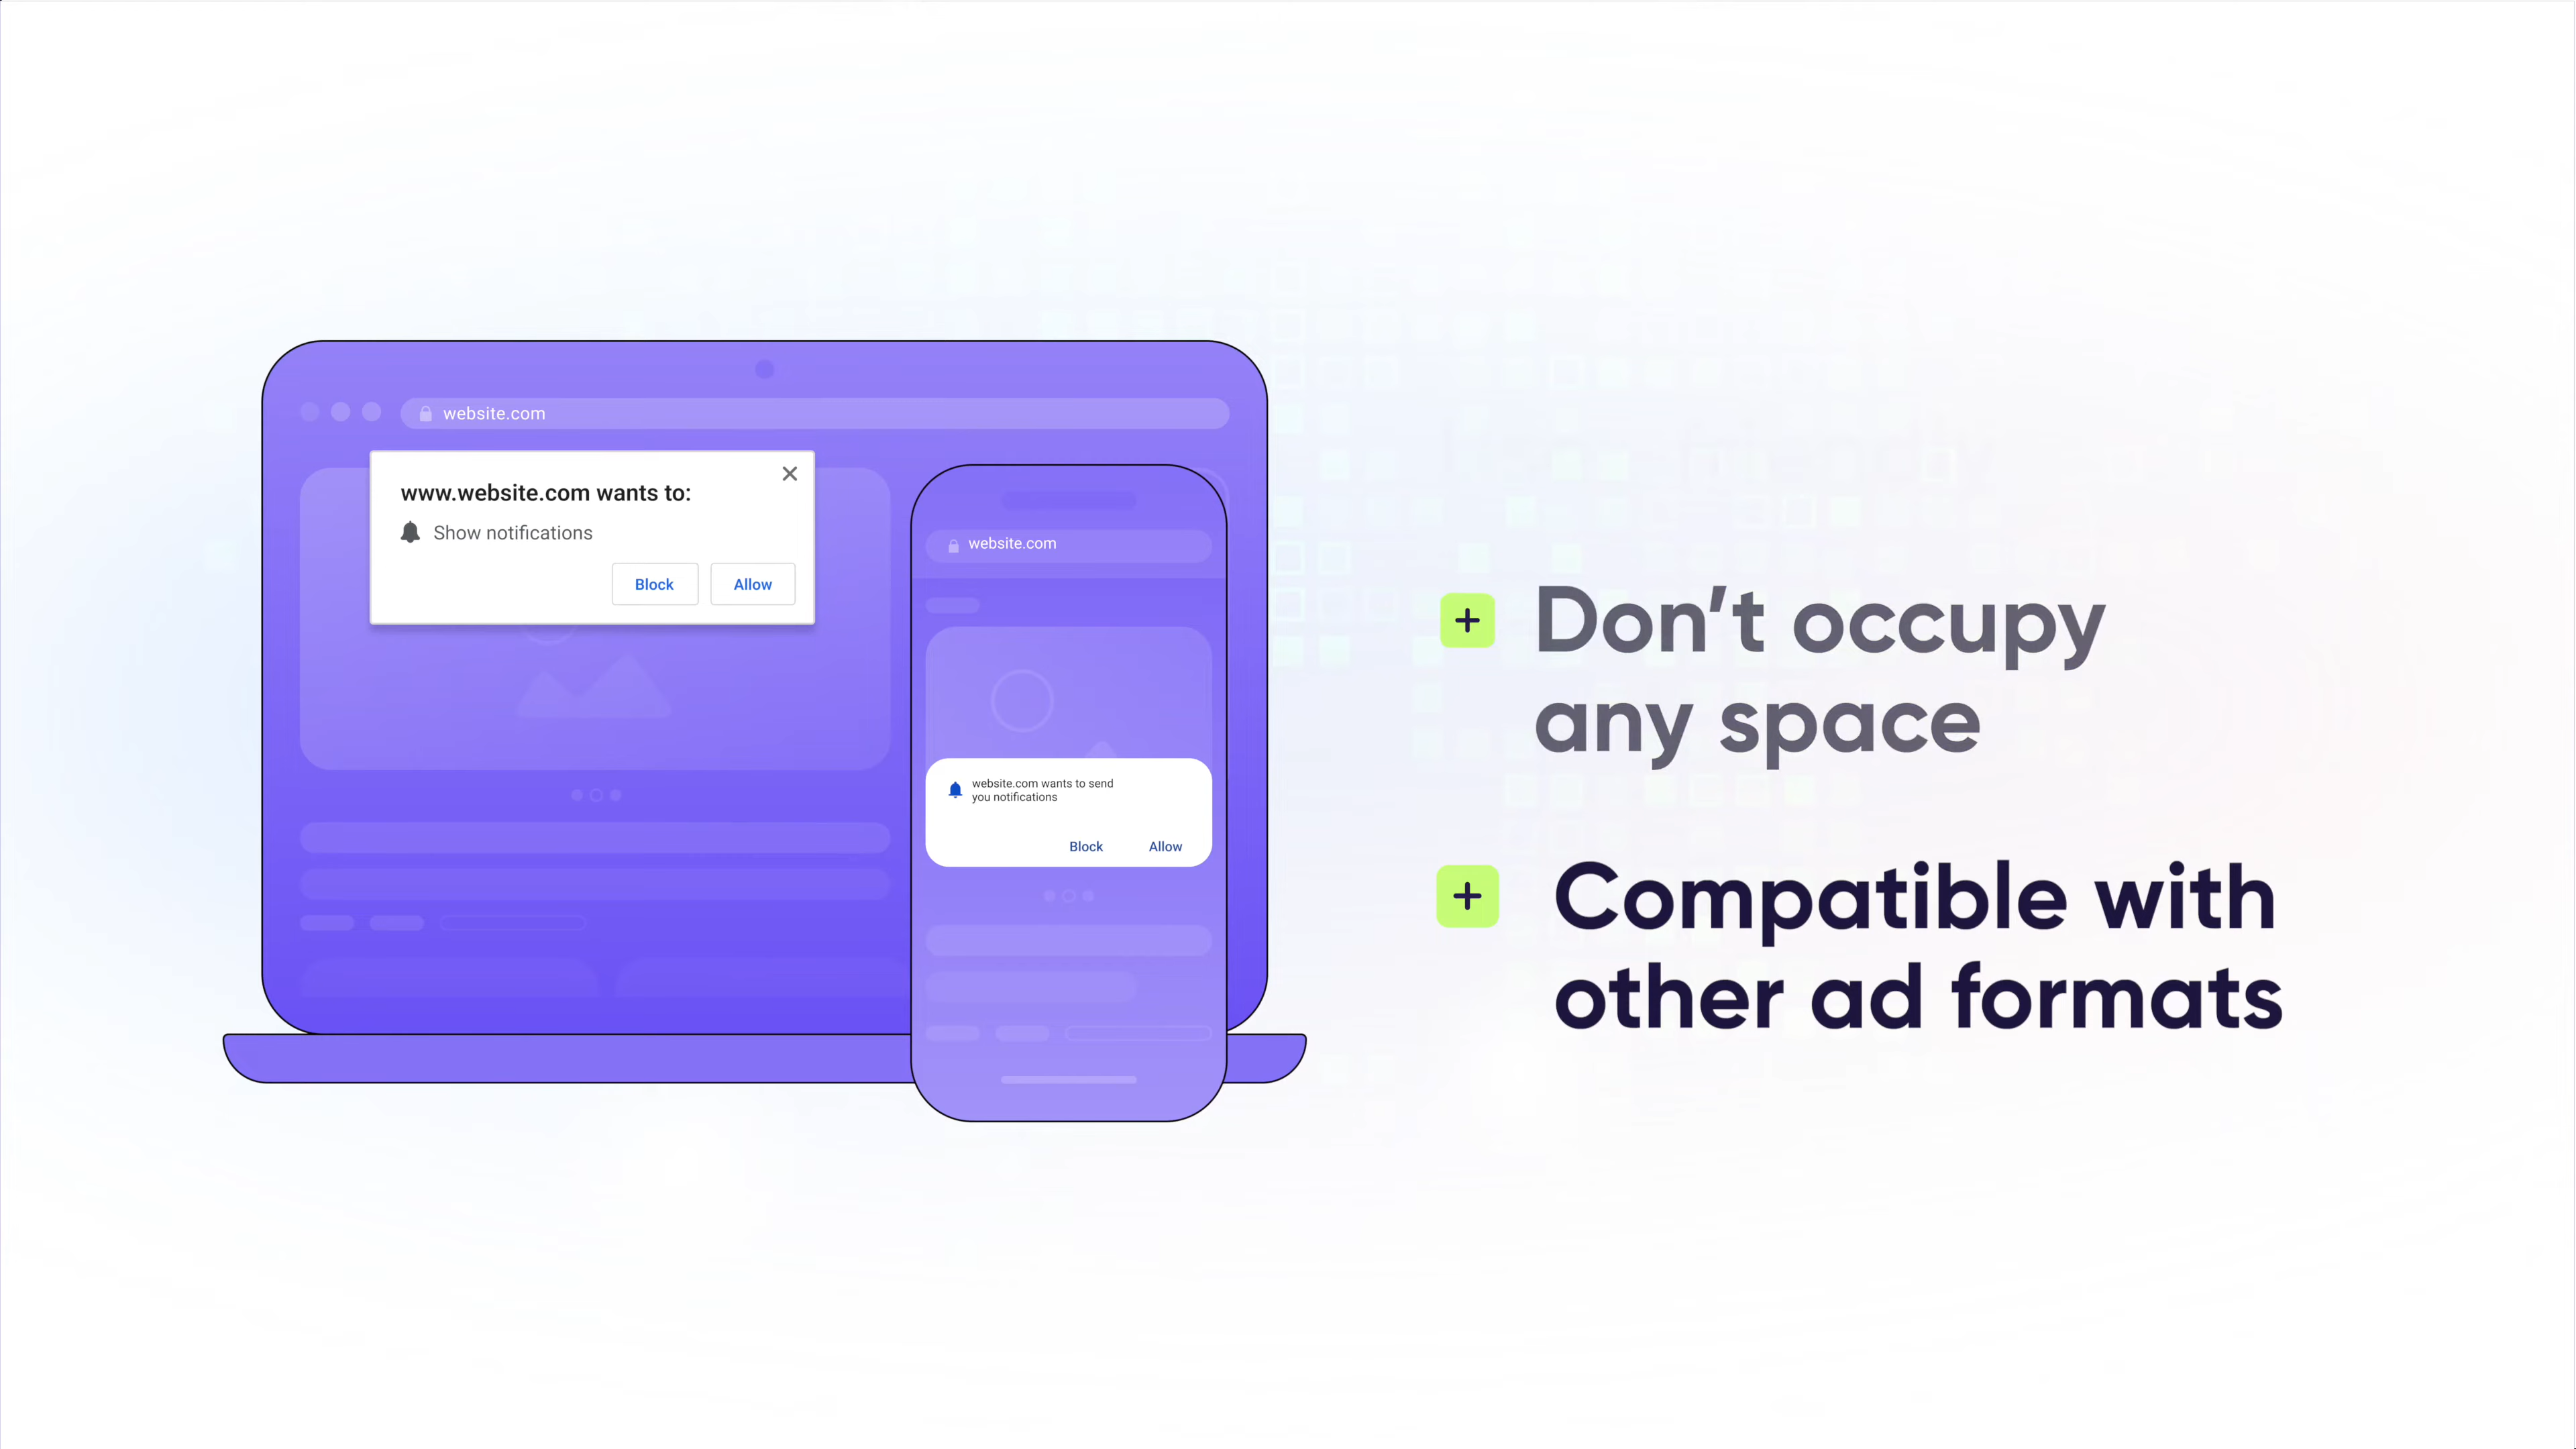 website.com
www.website.com wants to:
Show notifications
Block
Allow
website.com
website.com wants to send
you notifications
Block
Allow
Don't occupy
any space
Compatible with
other ad formats